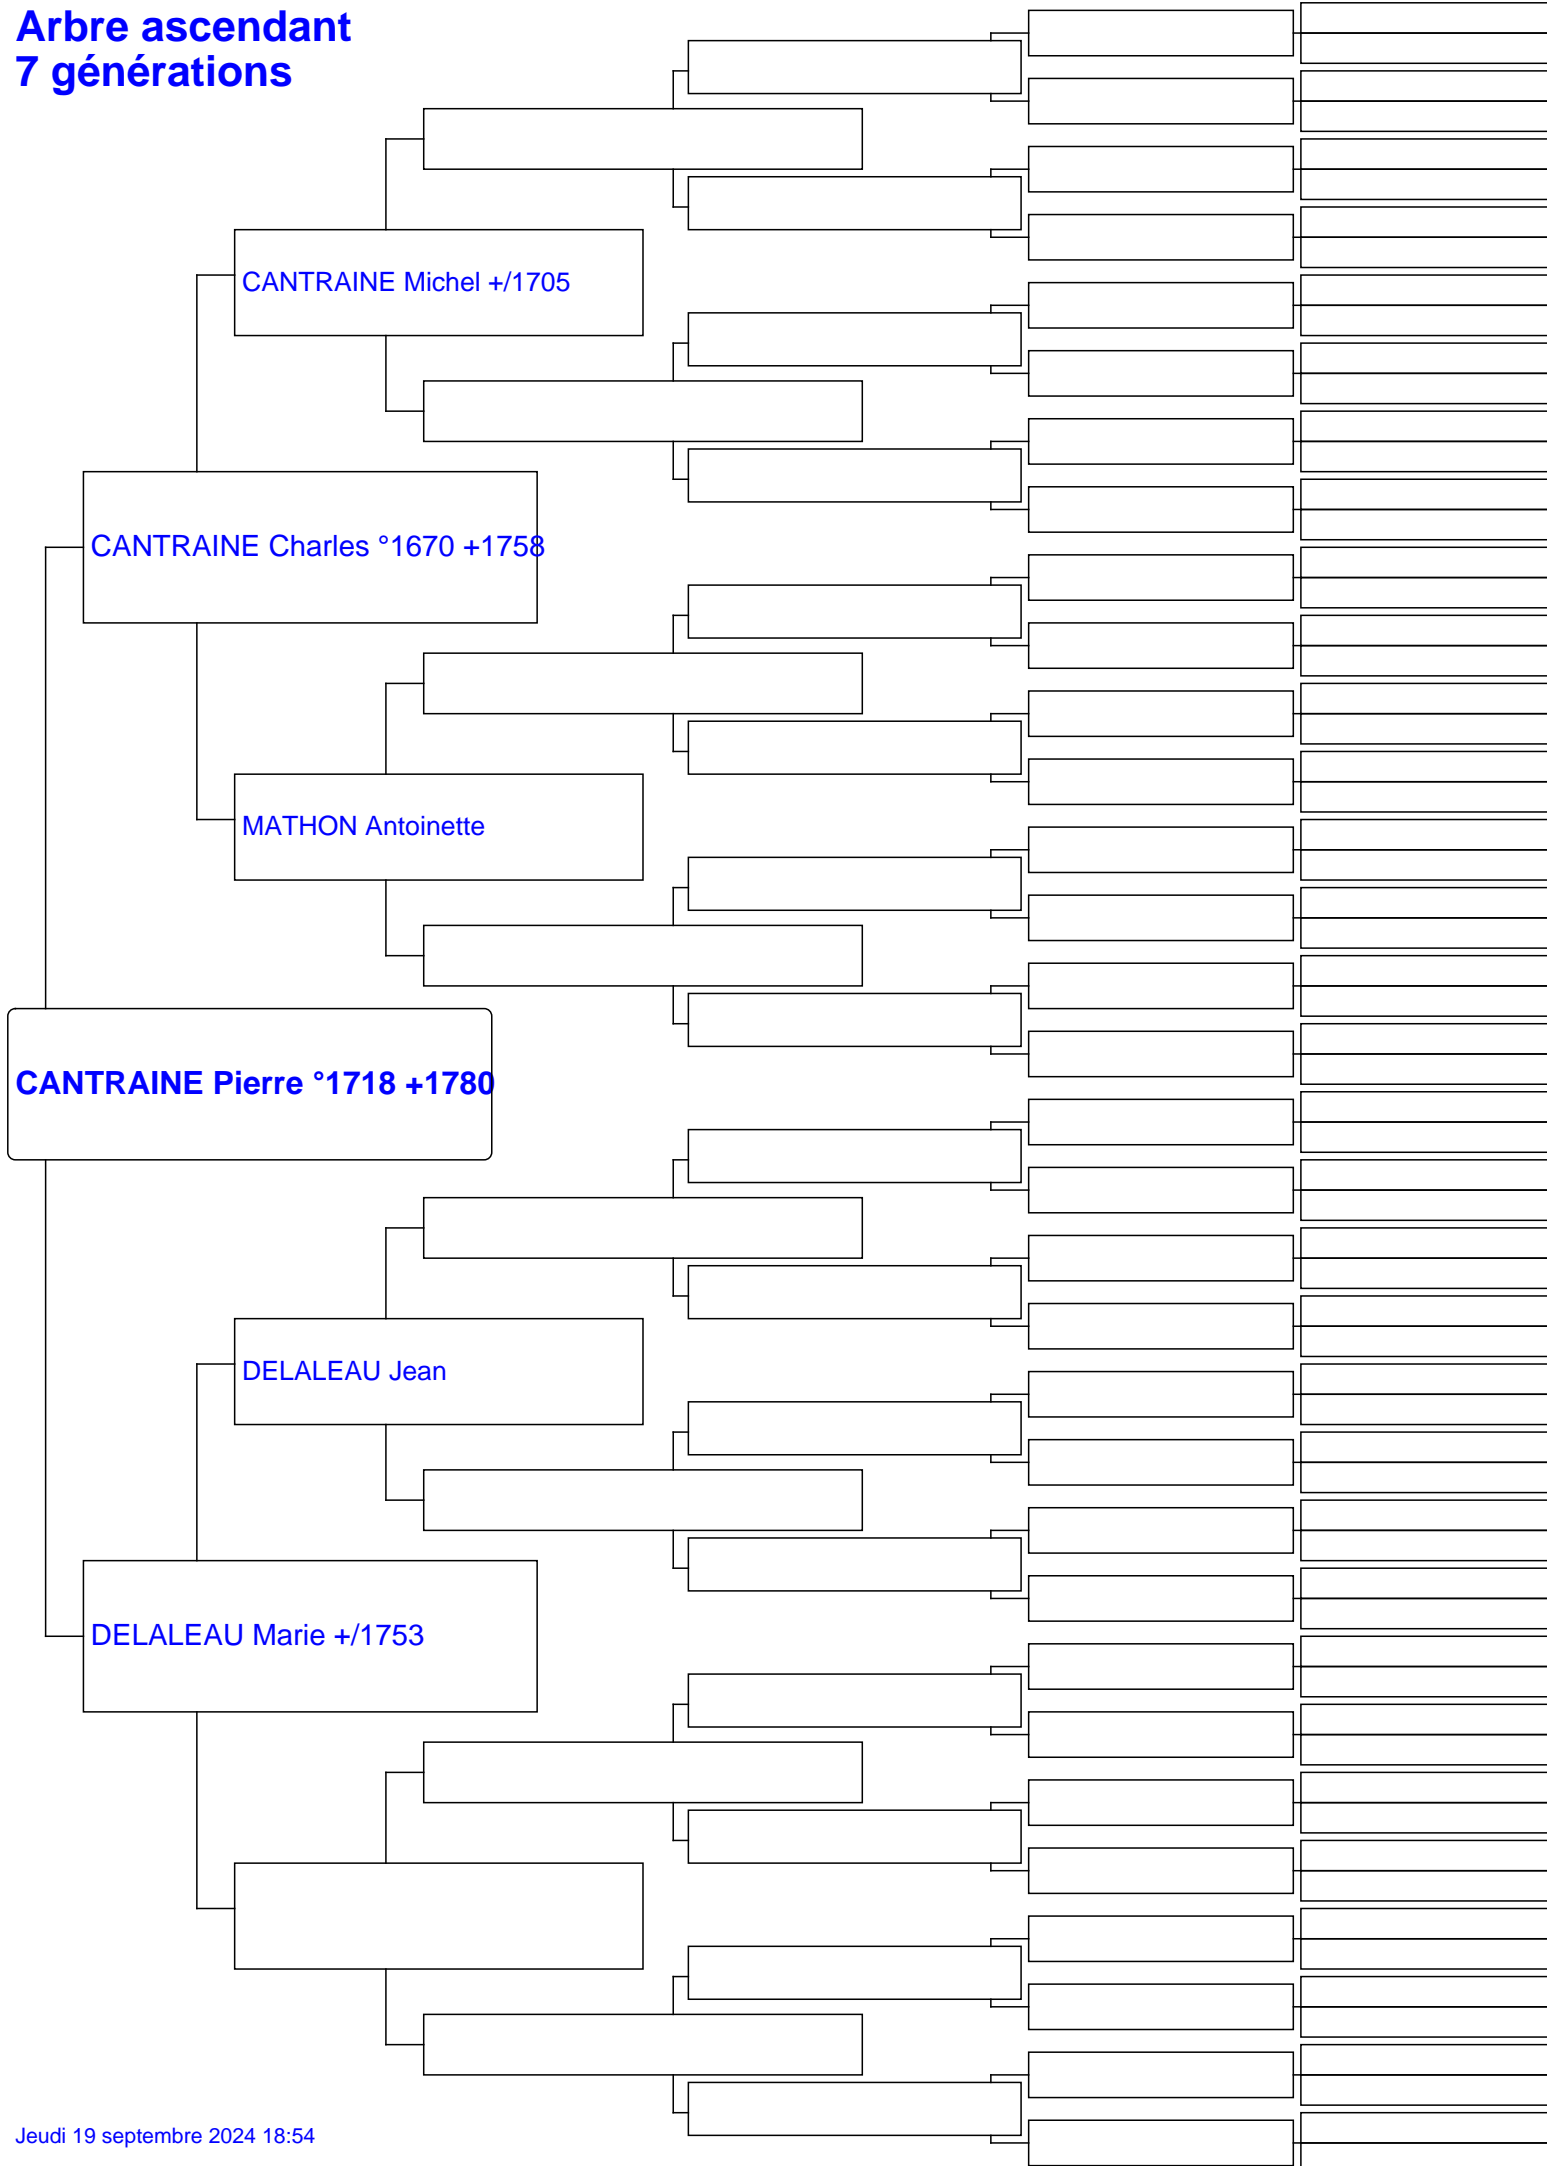 Arbre ascendant
7 générations
CANTRAINE Michel +/1705
CANTRAINE Charles °1670 +1758
MATHON Antoinette
CANTRAINE Pierre °1718 +1780
DELALEAU Jean
DELALEAU Marie +/1753
Jeudi 19 septembre 2024 18:54